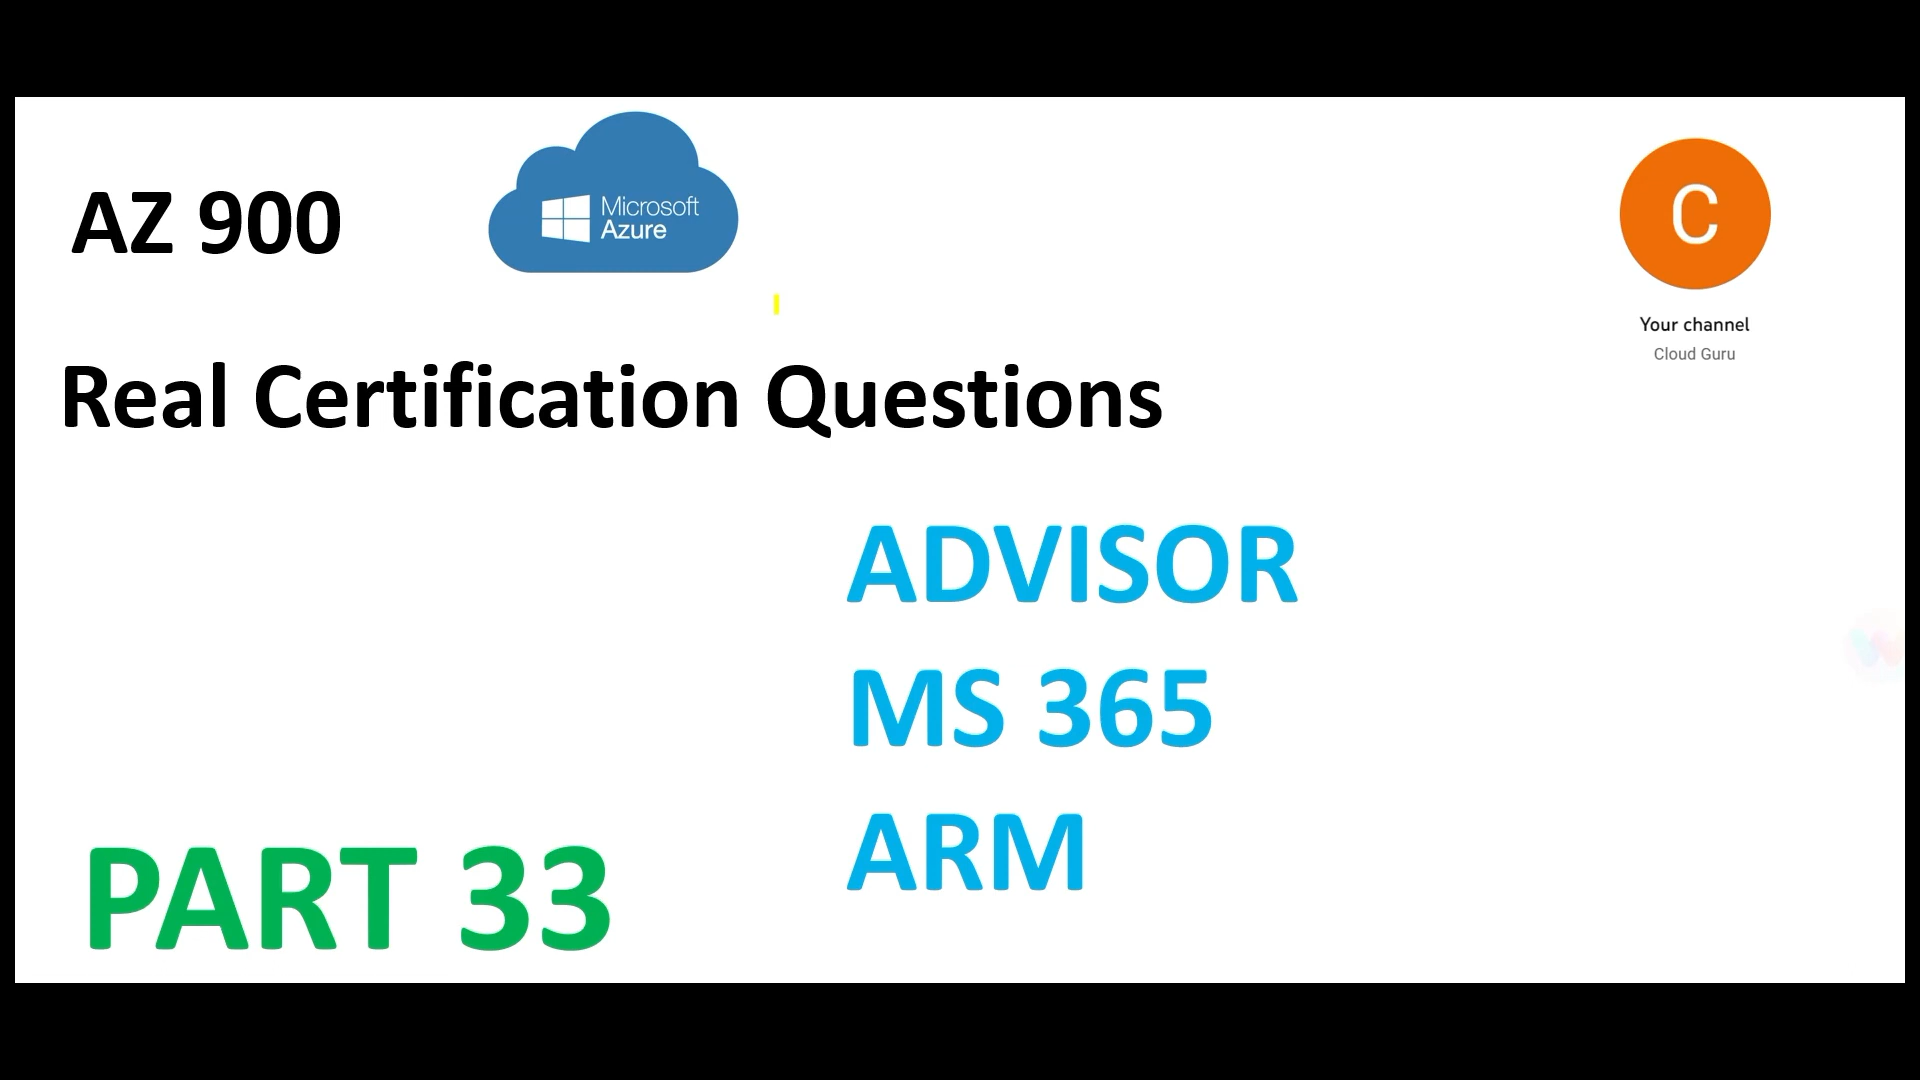 AZ 900
Microsoft
Azure
C
Your channel
Cloud Guru
Real Certification Questions
ADVISOR
MS 365
ARM
PART 33